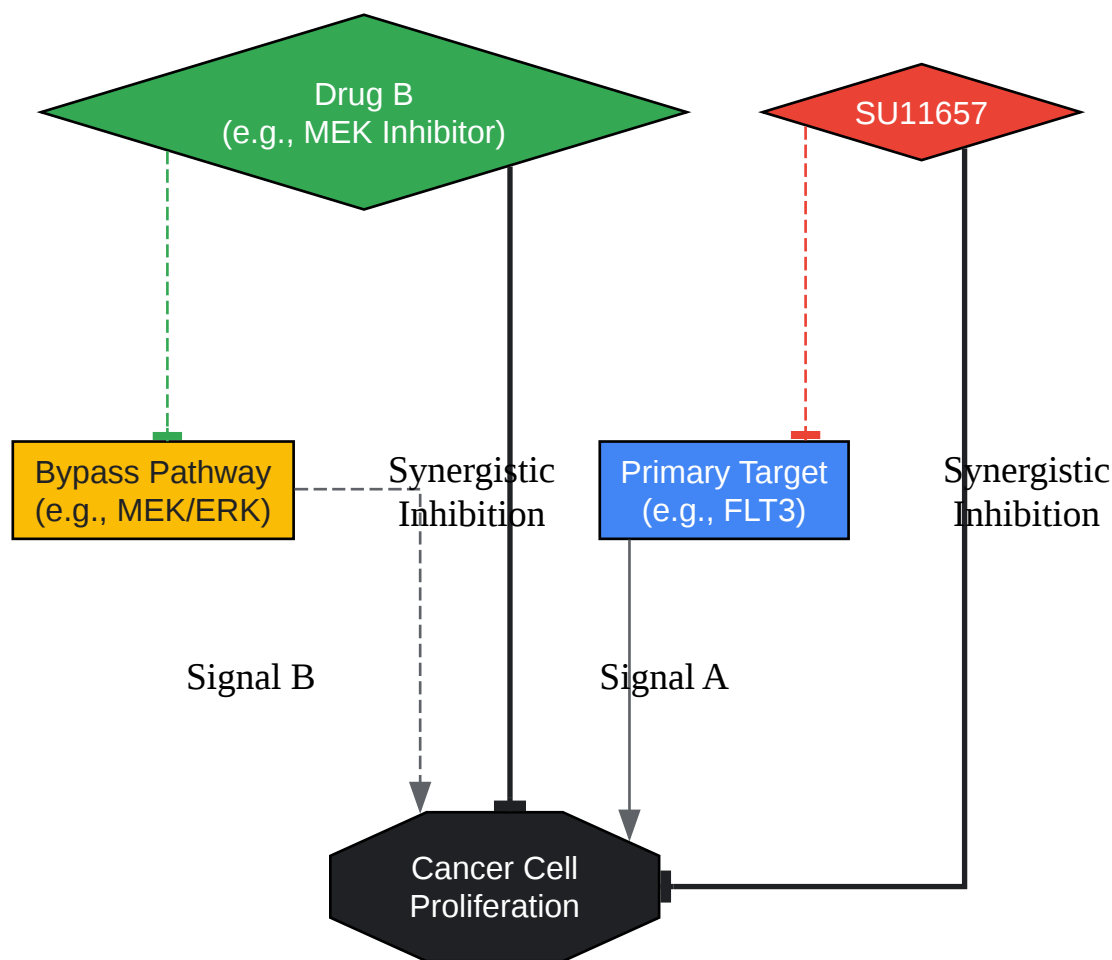 Drug B
(e.g., MEK Inhibitor)
SU11657
Bypass Pathway
(e.g., MEK/ERK)
Synergistic
Inhibition
Primary Target
(e.g., FLT3)
Synergistic
Inhibition
Signal B
Signal A
Cancer Cell
Proliferation